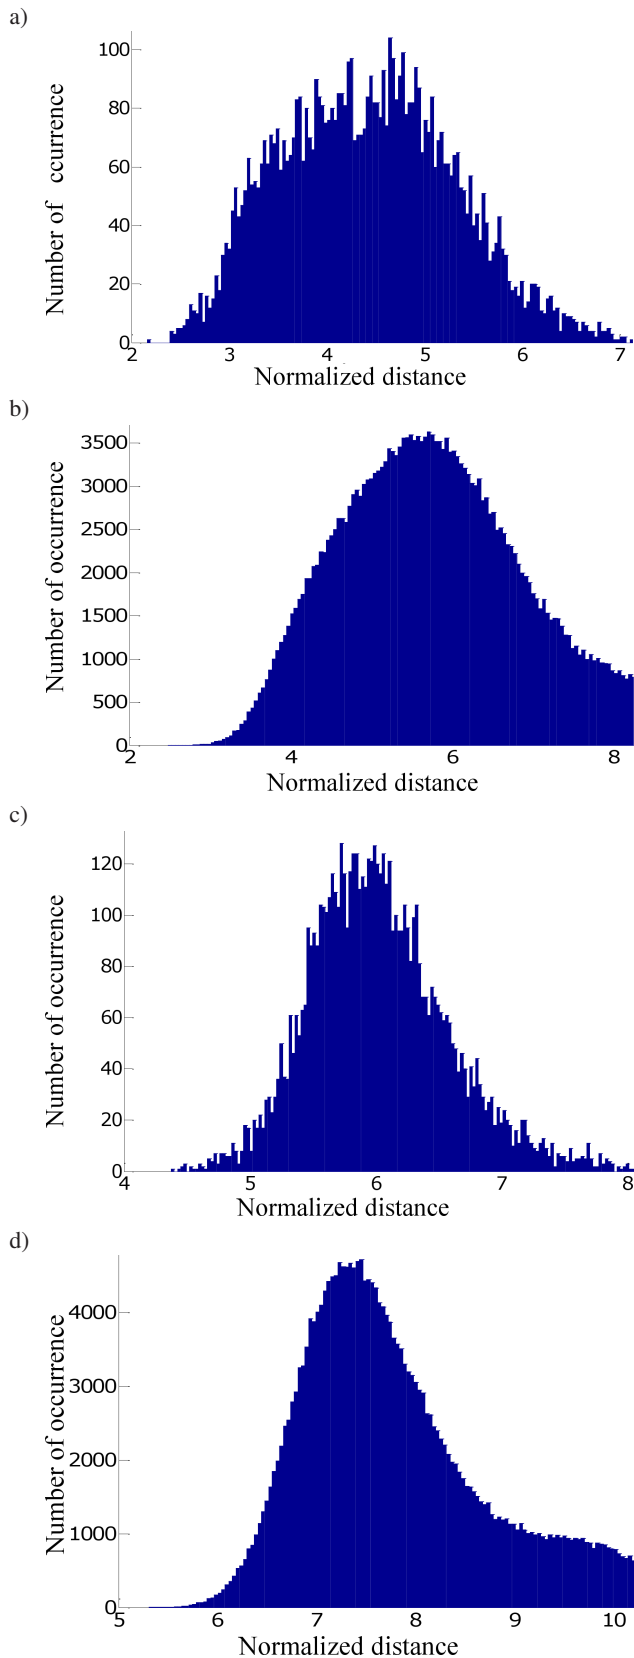 a)
100
80
60
40
20
0
2 3 4 5 6 7
Number of ccurrence
Normalized distance
b)
3500
3000
2500
2000
1500
1000
500
0
2 4 6 8
Number of occurrence
Normalized distance
c)
120
100
80
60
40
20
0
4 5 6 7 8
Number of occurrence
Normalized distance
d)
4000
3000
2000
1000
0
5 6 7 8 9 10
Number of occurrence
Normalized distance